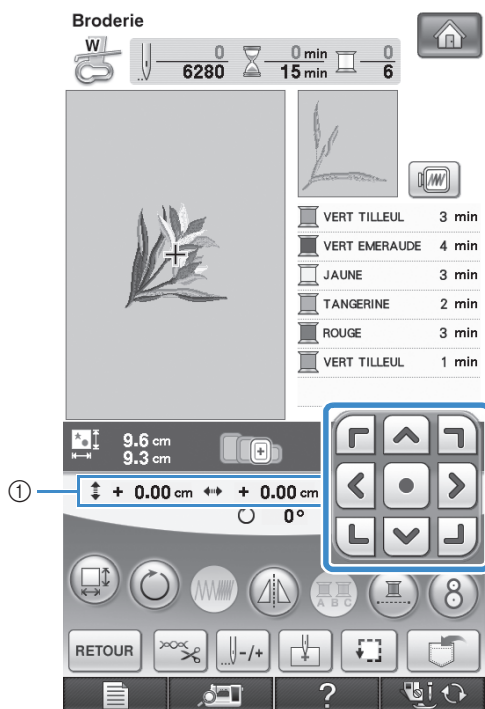 Broderie
W
0 0 min 0
6280 15 min 6
VERT TILLEUL 3 min
VERT EMERAUDE 4 min
JAUNE 3 min
TANGERINE 2 min
ROUGE 3 min
VERT TILLEUL 1 min
9.6 cm
9.3 cm
① + 0.00 cm + 0.00 cm
0°
A B C
RETOUR -/+
?